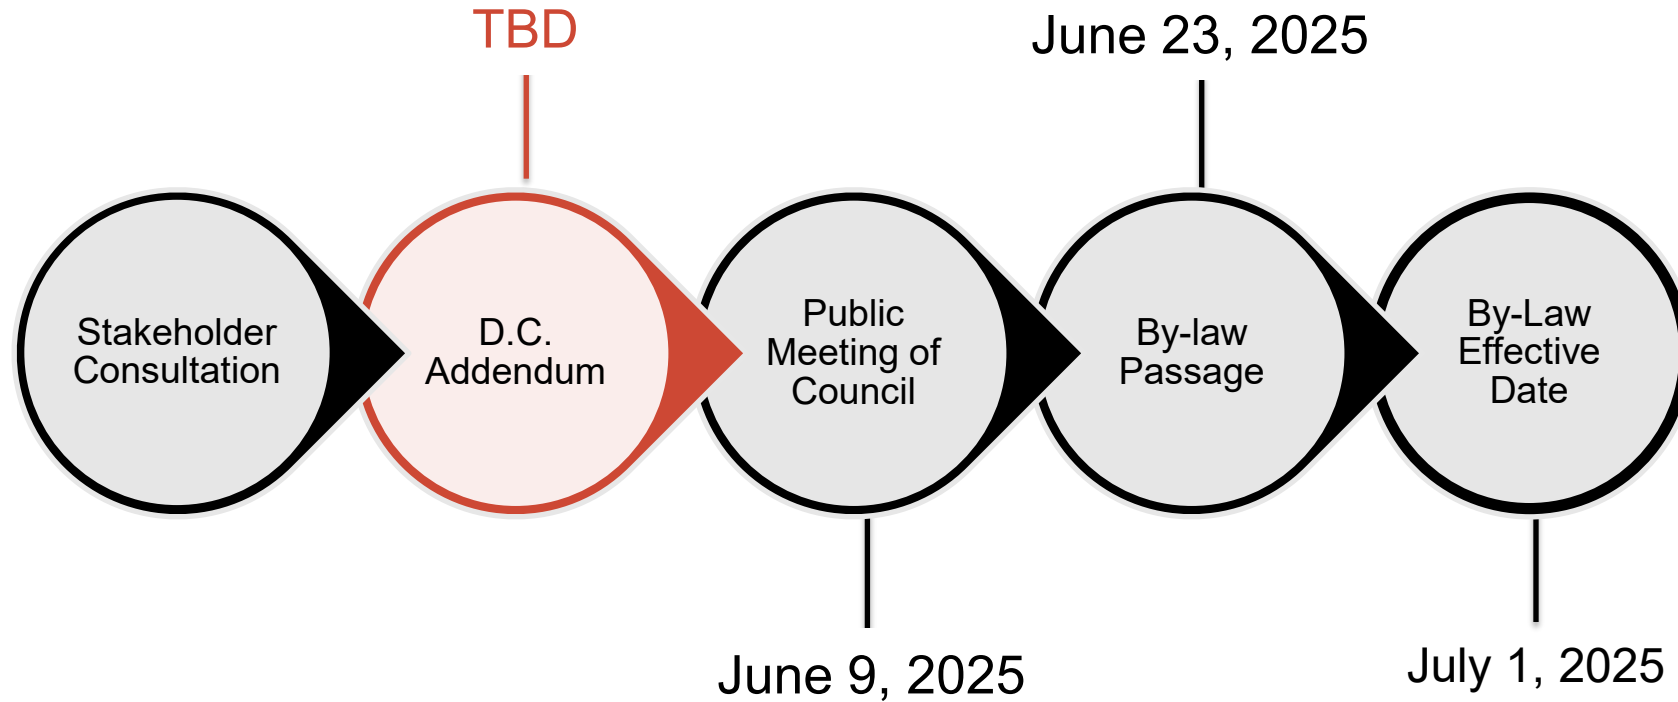 TBD
June 23, 2025
Stakeholder
Consultation
D.C.
Addendum
Public
Meeting of
Council
By-law
Passage
By-Law
Effective
Date
June 9, 2025
July 1, 2025